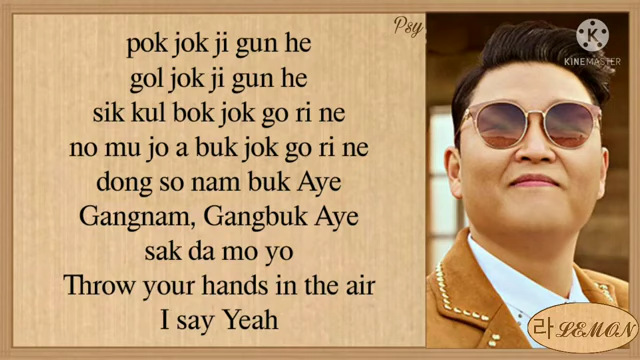 Psy
pok jok ji gun he
gol jok ji gun he
sik kul bok jok go ri ne
no mu jo a buk jok go ri ne
dong so nam buk Aye
Gangnam, Gangbuk Aye
sak da mo yo
Throw your hands in the air
I say Yeah
K
KINEMASTER
라 LEMON